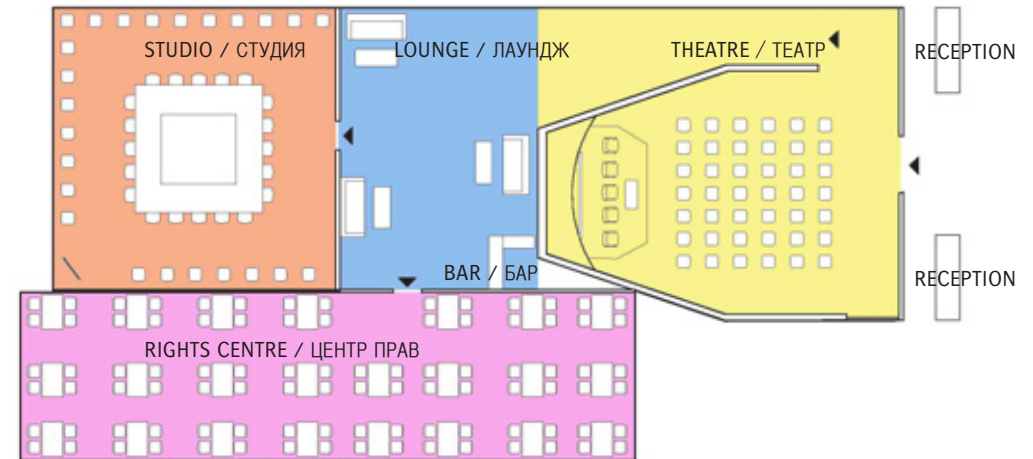 STUDIO / СТУДИЯ
LOUNGE / ЛАУНДЖ
THEATRE / ТЕАТР
RECEPTION
BAR / БАР
RECEPTION
RIGHTS CENTRE / ЦЕНТР ПРАВ